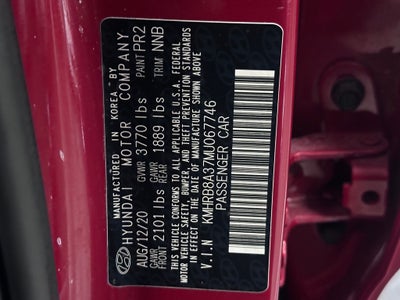 MANUFACTURED IN KOREA BY
HYUNDAI MOTOR COMPANY
AUG/12/20 GVWR 3770 lbs PAINT PR2
GAWR FRONT 2101 lbs GAWR REAR 1889 lbs TRIM NNB
THIS VEHICLE CONFORMS TO ALL APPLICABLE U.S.A. FEDERAL
MOTOR VEHICLE SAFETY, BUMPER, AND THEFT PREVENTION STANDARDS
IN EFFECT ON THE DATE OF MANUFACTURE SHOWN ABOVE
V.I.N KMHRB8A37MU067746
PASSENGER CAR